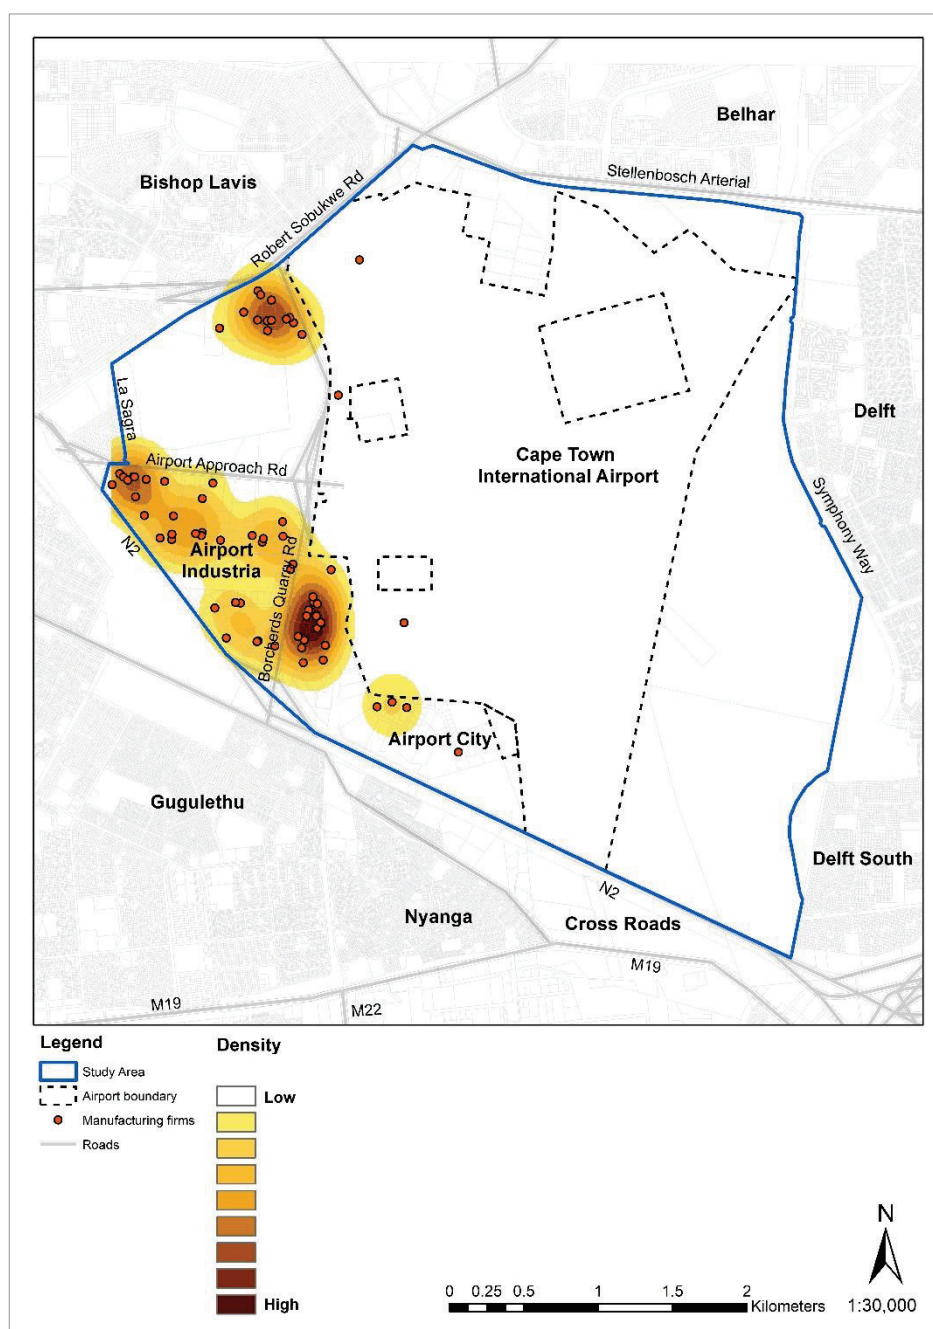 Belhar
Bishop Lavis
Stellenbosch Arterial
Robert Sobukwe Rd
La Sagra
Delft
Cape Town
International Airport
Airport Approach Rd
Symphony Way
N2
Airport
Industria
Borcherds Quarry Rd
Airport City
Gugulethu
Delft South
N2
Nyanga
Cross Roads
M19
M19
M22
Legend
Study Area
Airport boundary
Manufacturing firms
Roads
Density
Low
High
N
0 0.25 0.5 1 1.5 2
Kilometers
1:30,000